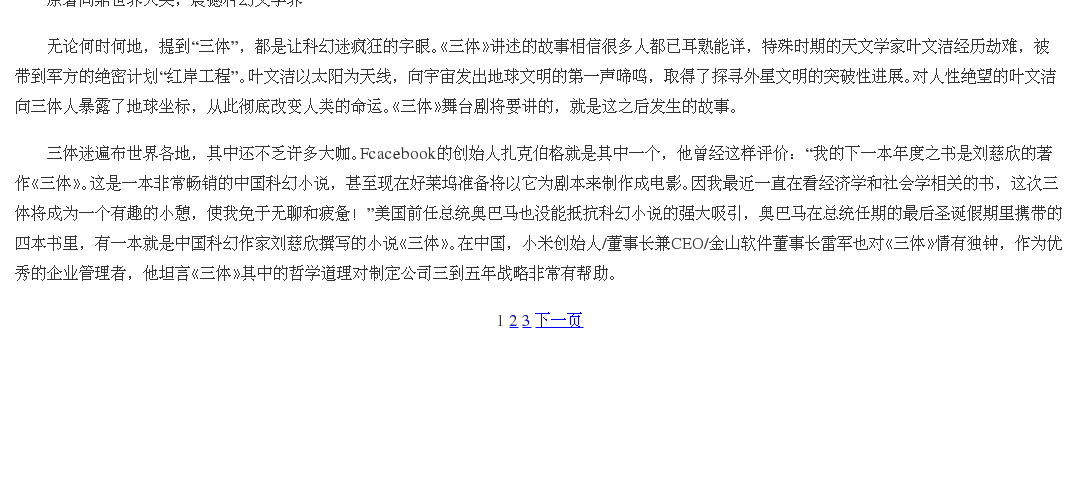 原著问鼎世界大奖，震撼科幻文学界
无论何时何地，提到“三体”，都是让科幻迷疯狂的字眼。《三体》讲述的故事相信很多人都已耳熟能详，特殊时期的天文学家叶文洁经历劫难，被
带到军方的绝密计划“红岸工程”。叶文洁以太阳为天线，向宇宙发出地球文明的第一声啼鸣，取得了探寻外星文明的突破性进展。对人性绝望的叶文洁
向三体人暴露了地球坐标，从此彻底改变人类的命运。《三体》舞台剧将要讲的，就是这之后发生的故事。
三体迷遍布世界各地，其中还不乏许多大咖。Fcacebook的创始人扎克伯格就是其中一个，他曾经这样评价：“我的下一本年度之书是刘慈欣的著
作《三体》。这是一本非常畅销的中国科幻小说，甚至现在好莱坞准备将以它为剧本来制作成电影。因我最近一直在看经济学和社会学相关的书，这次三
体将成为一个有趣的小憩，使我免于无聊和疲惫！”美国前任总统奥巴马也没能抵抗科幻小说的强大吸引，奥巴马在总统任期的最后圣诞假期里携带的
四本书里，有一本就是中国科幻作家刘慈欣撰写的小说《三体》。在中国，小米创始人/董事长兼CEO/金山软件董事长雷军也对《三体》情有独钟，作为优
秀的企业管理者，他坦言《三体》其中的哲学道理对制定公司三到五年战略非常有帮助。
1 2 3 下一页